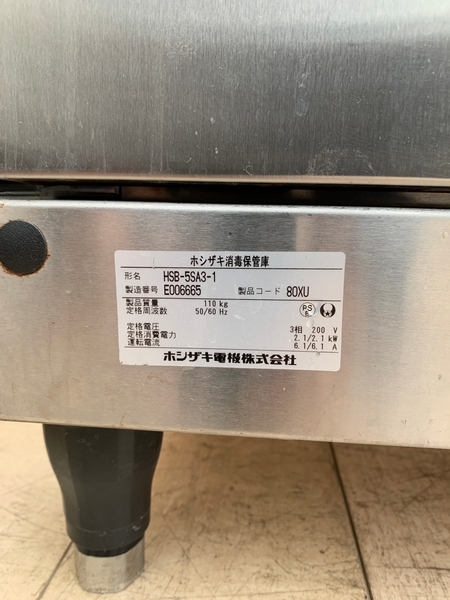 ホシザキ消毒保管庫
形名 HSB-5SA3-1
製造番号 E006665 製品コード 80XU
製品質量 110 kg
定格周波数 50/60 Hz
定格電圧 3相 200 V
定格消費電力 2.1/2.1 kW
運転電流 6.1/6.1 A
ホシザキ電機株式会社
PS
E